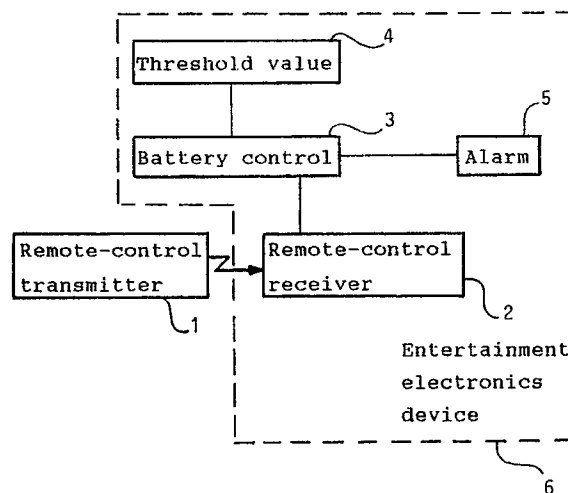 4
Threshold value
3
5
Battery control
Alarm
Remote-control
transmitter
1
Remote-control
receiver
2
Entertainment
electronics
device
6